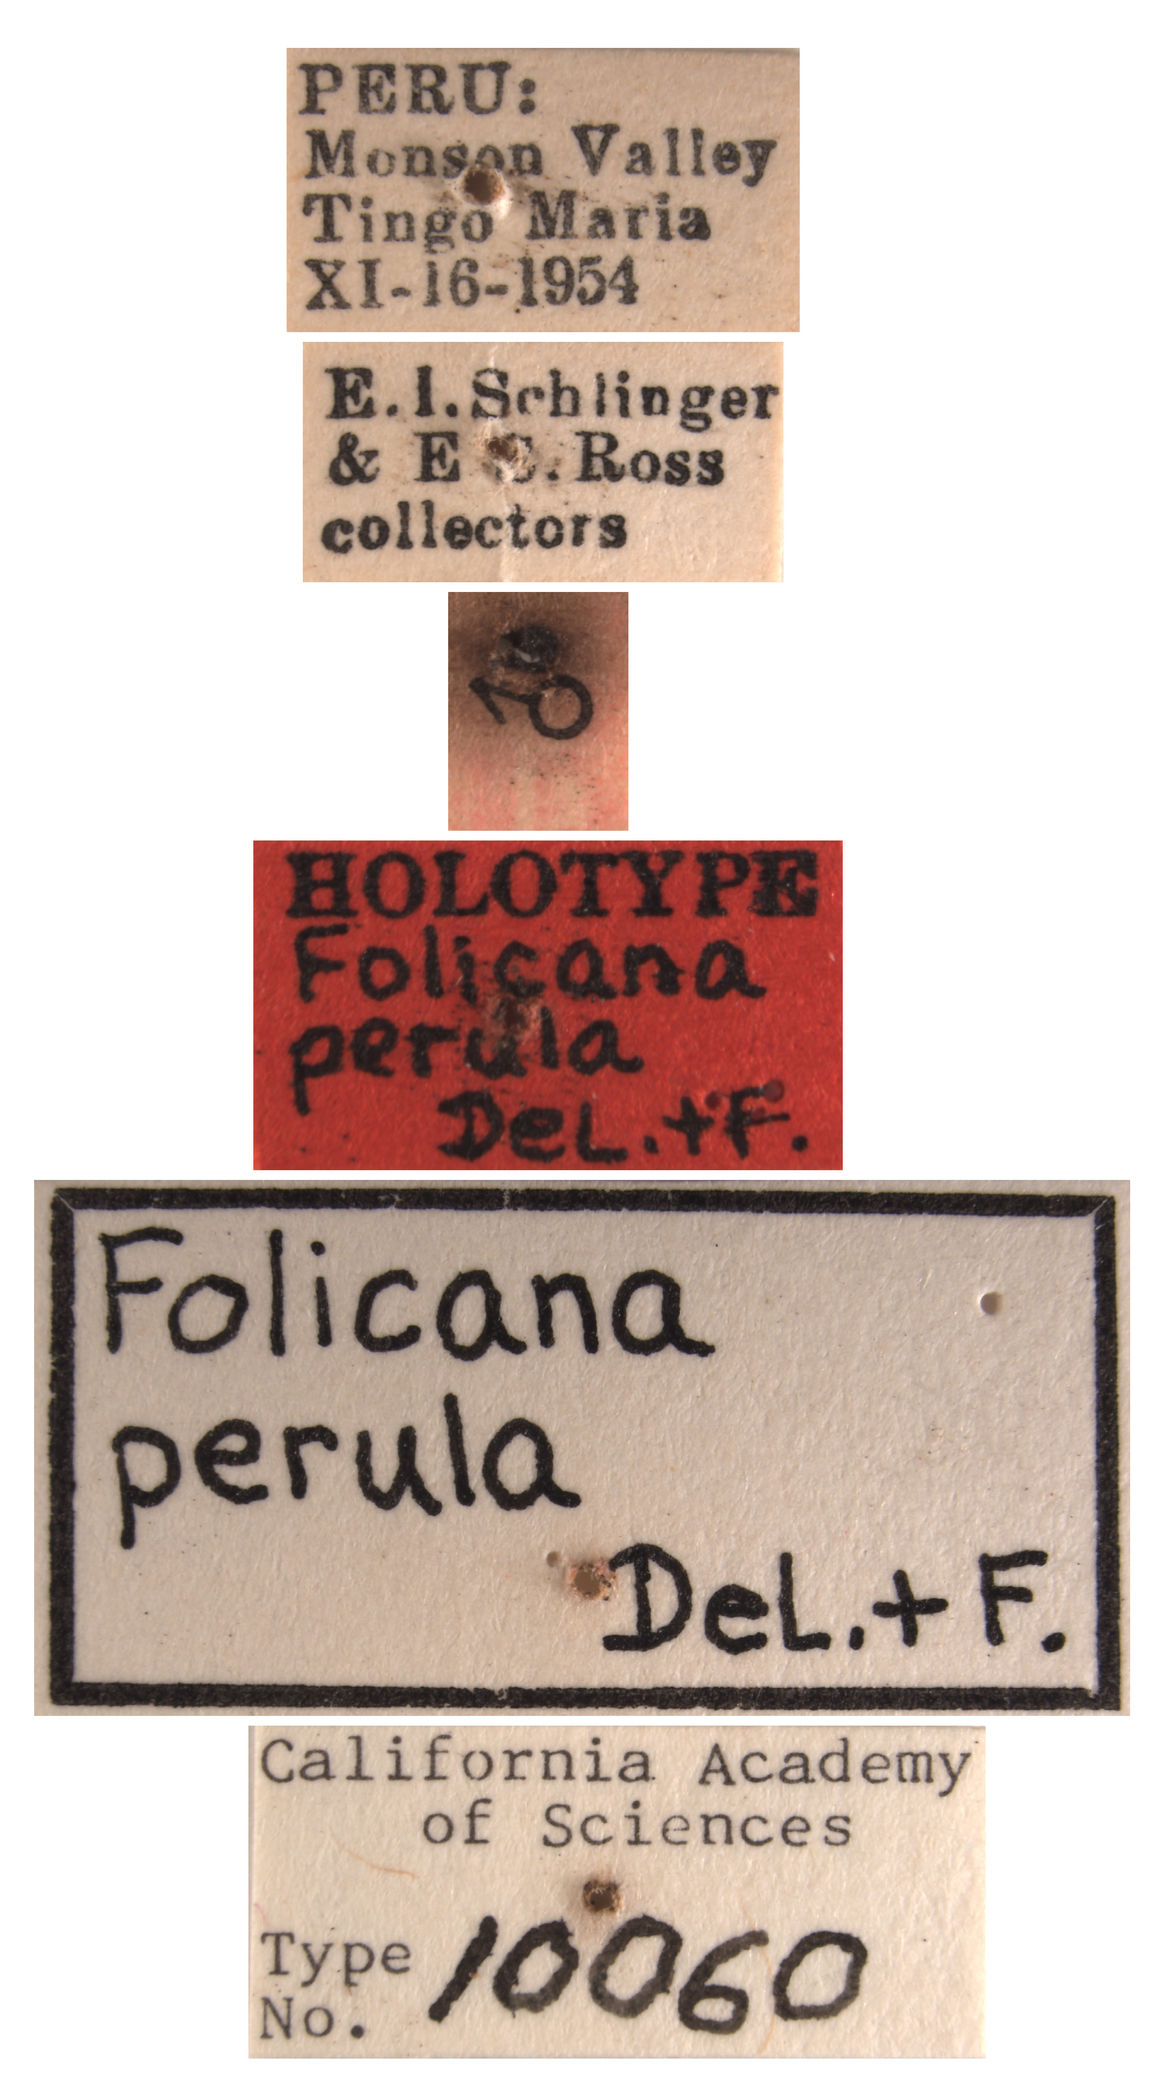 PERU:
Monson Valley
Tingo Maria
XI-16-1954
E.I.Schlinger
& E.S.Ross
collectors
♂
HOLOTYPE
Folicana
perula
DeL.+F.
Folicana
perula
DeL.+F.
California Academy
of Sciences
Type
No. 10060